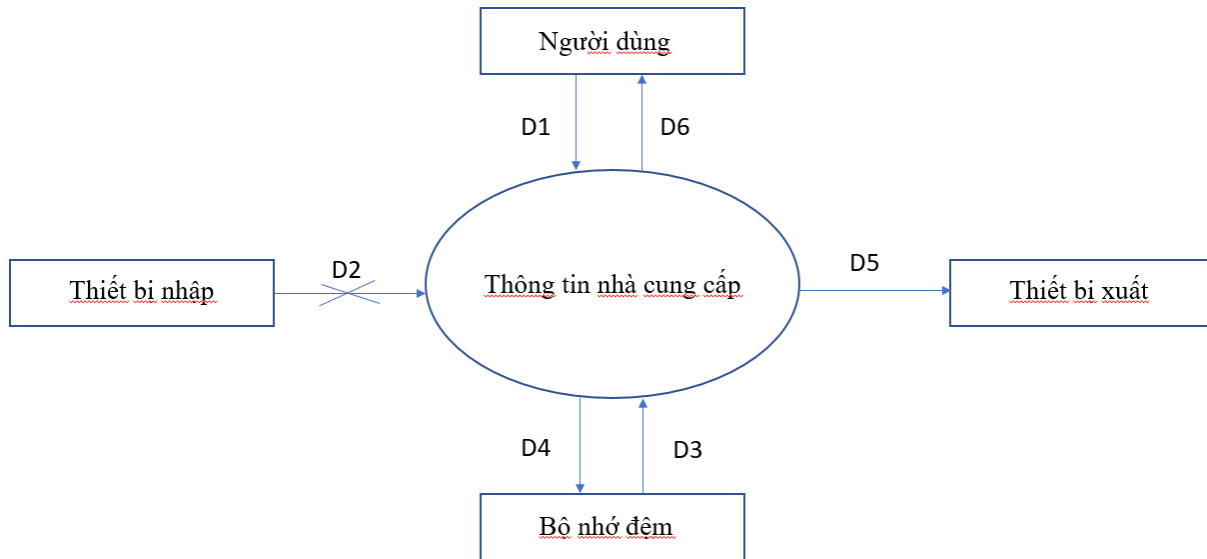 Người dùng
D1
D6
D2
D5
Thiết bị nhập
Thông tin nhà cung cấp
Thiết bị xuất
D4
D3
Bộ nhớ đệm